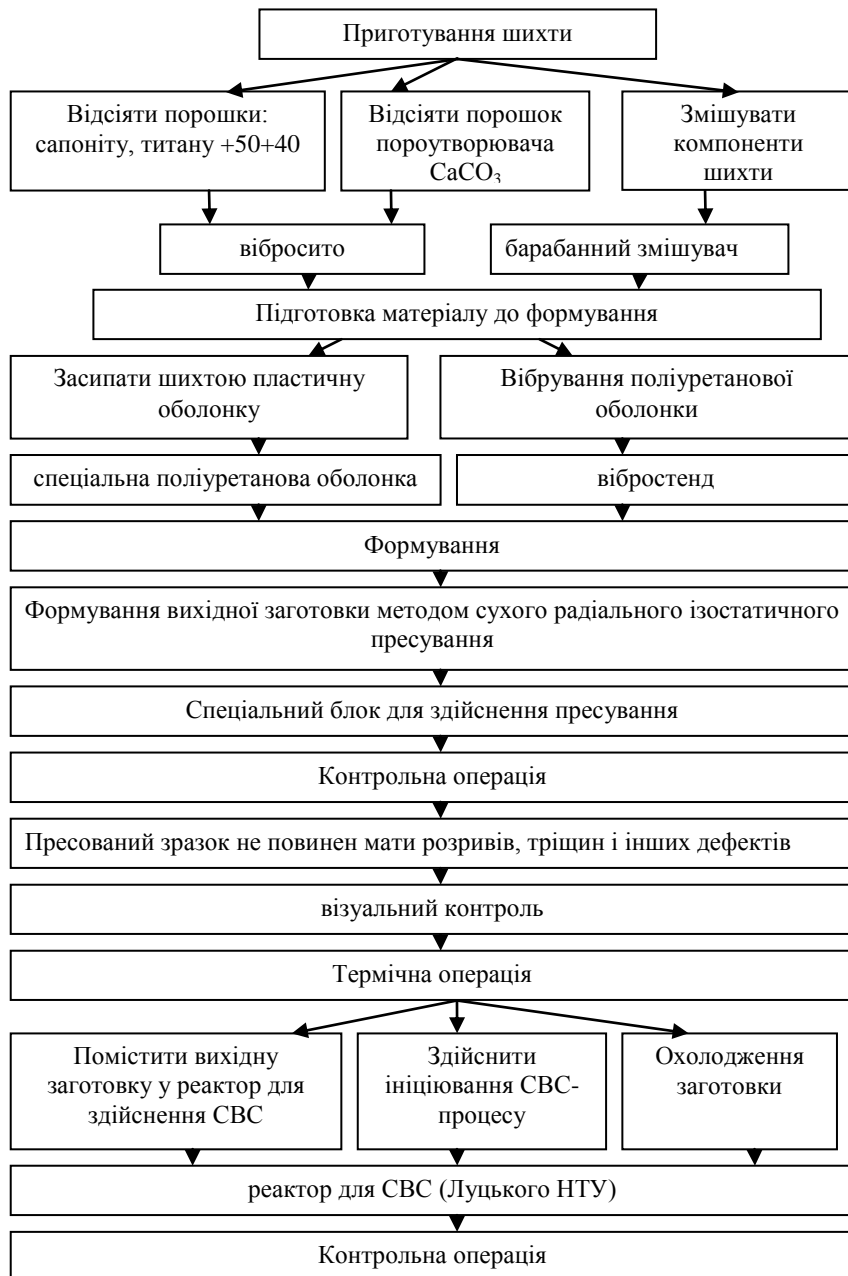 Приготування шихти
Відсіяти порошки:
сапоніту, титану +50+40
Відсіяти порошок
пороутворювача
CaCO₃
Змішувати
компоненти
шихти
вібросито
барабанний змішувач
Підготовка матеріалу до формування
Засипати шихтою пластичну
оболонку
Вібрування поліуретанової
оболонки
спеціальна поліуретанова оболонка
вібростенд
Формування
Формування вихідної заготовки методом сухого радіального ізостатичного
пресування
Спеціальний блок для здійснення пресування
Контрольна операція
Пресований зразок не повинен мати розривів, тріщин і інших дефектів
візуальний контроль
Термічна операція
Помістити вихідну
заготовку у реактор для
здійснення СВС
Здійснити
ініціювання СВС-
процесу
Охолодження
заготовки
реактор для СВС (Луцького НТУ)
Контрольна операція